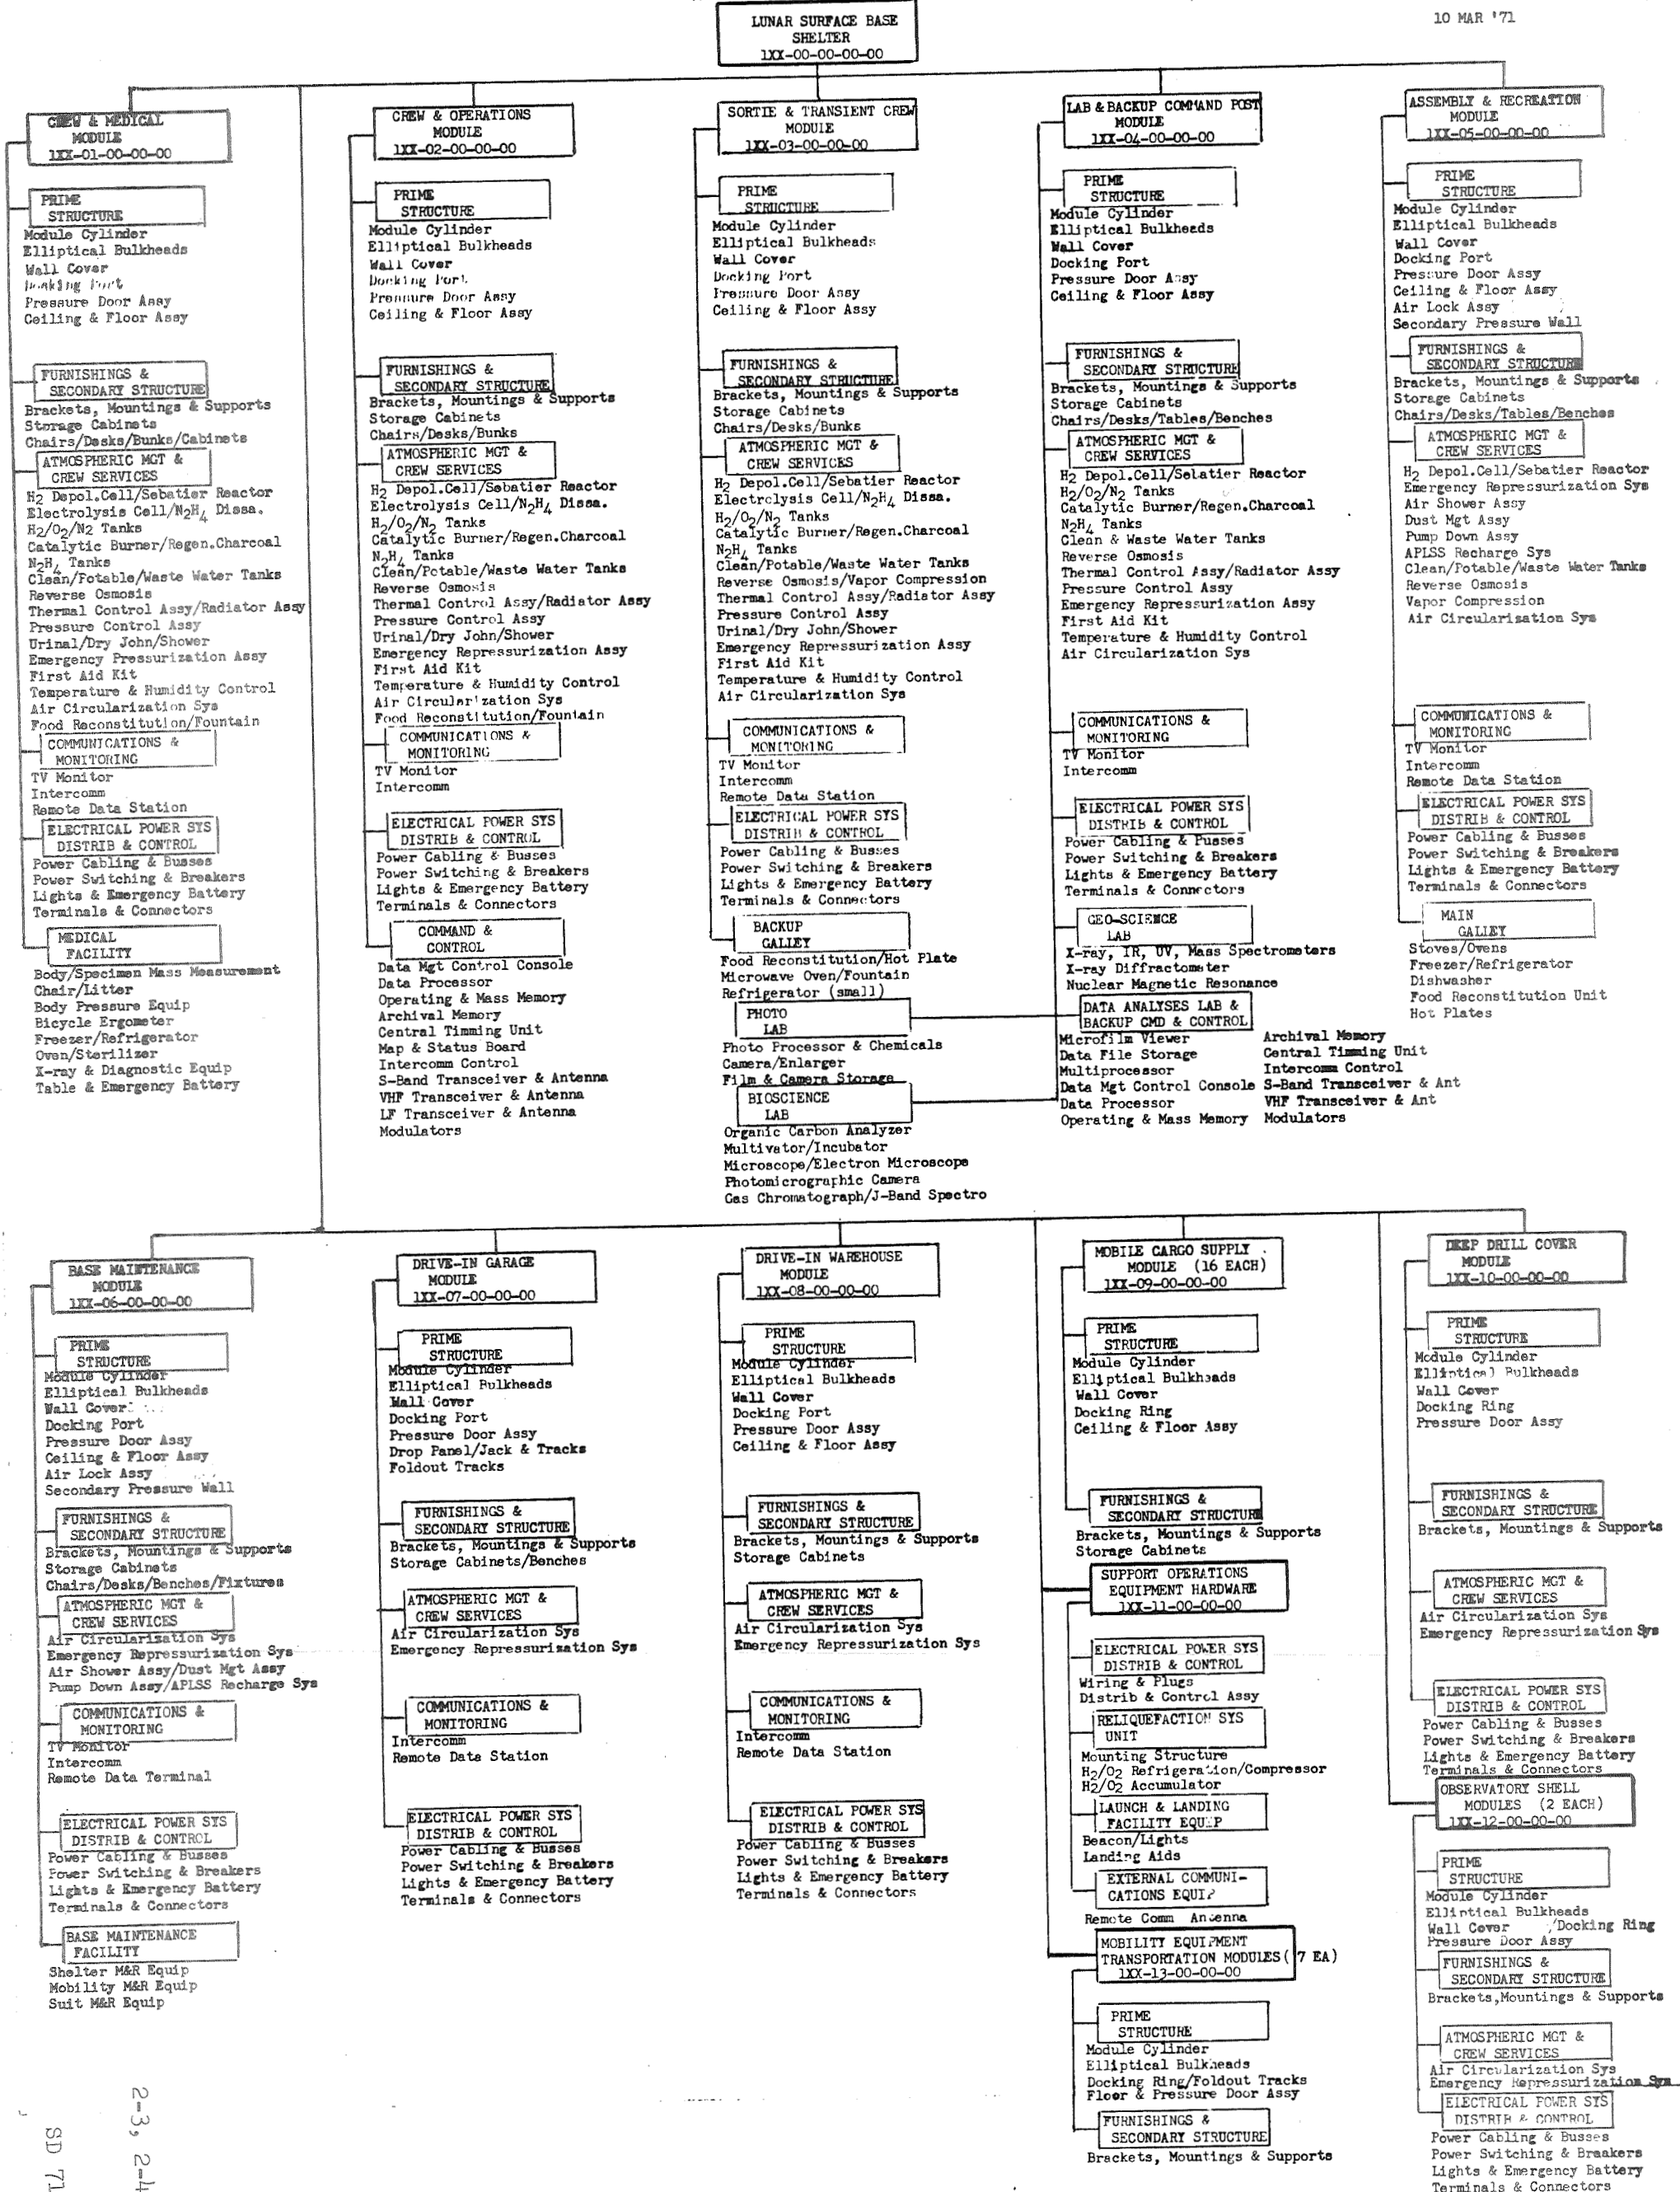 10 MAR '71
LUNAR SURFACE BASE
SHELTER
1XX-00-00-00-00
CREW & MEDICAL
MODULE
1XX-01-00-00-00
PRIME
STRUCTURE
Module Cylinder
Elliptical Bulkheads
Wall Cover
Docking Port
Pressure Door Assy
Ceiling & Floor Assy
FURNISHINGS &
SECONDARY STRUCTURE
Brackets, Mountings & Supports
Storage Cabinets
Chairs/Desks/Bunks/Cabinets
ATMOSPHERIC MGT &
CREW SERVICES
H2 Depol.Cell/Sebatier Reactor
Electrolysis Cell/N2H4 Dissa.
H2/O2/N2 Tanks
Catalytic Burner/Regen.Charcoal
N2H4 Tanks
Clean/Potable/Waste Water Tanks
Reverse Osmosis
Thermal Control Assy/Radiator Assy
Pressure Control Assy
Urinal/Dry John/Shower
Emergency Pressurization Assy
First Aid Kit
Temperature & Humidity Control
Air Circularization Sys
Food Reconstitution/Fountain
COMMUNICATIONS &
MONITORING
TV Monitor
Intercomm
Remote Data Station
ELECTRICAL POWER SYS
DISTRIB & CONTROL
Power Cabling & Busses
Power Switching & Breakers
Lights & Emergency Battery
Terminals & Connectors
MEDICAL
FACILITY
Body/Specimen Mass Measurement
Chair/Litter
Body Pressure Equip
Bicycle Ergometer
Freezer/Refrigerator
Oven/Sterilizer
X-ray & Diagnostic Equip
Table & Emergency Battery
CREW & OPERATIONS
MODULE
1XX-02-00-00-00
PRIME
STRUCTURE
Module Cylinder
Elliptical Bulkheads
Wall Cover
Docking Port
Pressure Door Assy
Ceiling & Floor Assy
FURNISHINGS &
SECONDARY STRUCTURE
Brackets, Mountings & Supports
Storage Cabinets
Chairs/Desks/Bunks
ATMOSPHERIC MGT &
CREW SERVICES
H2 Depol.Cell/Sebatier Reactor
Electrolysis Cell/N2H4 Dissa.
H2/O2/N2 Tanks
Catalytic Burner/Regen.Charcoal
N2H4 Tanks
Clean/Potable/Waste Water Tanks
Reverse Osmosis
Thermal Control Assy/Radiator Assy
Pressure Control Assy
Urinal/Dry John/Shower
Emergency Repressurization Assy
First Aid Kit
Temperature & Humidity Control
Air Circularization Sys
Food Reconstitution/Fountain
COMMUNICATIONS &
MONITORING
TV Monitor
Intercomm
ELECTRICAL POWER SYS
DISTRIB & CONTROL
Power Cabling & Busses
Power Switching & Breakers
Lights & Emergency Battery
Terminals & Connectors
COMMAND &
CONTROL
Data Mgt Control Console
Data Processor
Operating & Mass Memory
Archival Memory
Central Timming Unit
Map & Status Board
Intercomm Control
S-Band Transceiver & Antenna
VHF Transceiver & Antenna
LF Transceiver & Antenna
Modulators
SORTIE & TRANSIENT CREW
MODULE
1XX-03-00-00-00
PRIME
STRUCTURE
Module Cylinder
Elliptical Bulkheads
Wall Cover
Docking Port
Pressure Door Assy
Ceiling & Floor Assy
FURNISHINGS &
SECONDARY STRUCTURE
Brackets, Mountings & Supports
Storage Cabinets
Chairs/Desks/Bunks
ATMOSPHERIC MGT &
CREW SERVICES
H2 Depol.Cell/Sebatier Reactor
Electrolysis Cell/N2H4 Dissa.
H2/O2/N2 Tanks
Catalytic Burner/Regen.Charcoal
N2H4 Tanks
Clean/Potable/Waste Water Tanks
Reverse Osmosis/Vapor Compression
Thermal Control Assy/Radiator Assy
Pressure Control Assy
Urinal/Dry John/Shower
Emergency Repressurization Assy
First Aid Kit
Temperature & Humidity Control
Air Circularization Sys
COMMUNICATIONS &
MONITORING
TV Monitor
Intercomm
Remote Data Station
ELECTRICAL POWER SYS
DISTRIB & CONTROL
Power Cabling & Busses
Power Switching & Breakers
Lights & Emergency Battery
Terminals & Connectors
BACKUP
GALLEY
Food Reconstitution/Hot Plate
Microwave Oven/Fountain
Refrigerator (small)
PHOTO
LAB
Photo Processor & Chemicals
Camera/Enlarger
Film & Camera Storage
BIOSCIENCE
LAB
Organic Carbon Analyzer
Multivator/Incubator
Microscope/Electron Microscope
Photomicrographic Camera
Gas Chromatograph/J-Band Spectro
LAB & BACKUP COMMAND POST
MODULE
1XX-04-00-00-00
PRIME
STRUCTURE
Module Cylinder
Elliptical Bulkheads
Wall Cover
Docking Port
Pressure Door Assy
Ceiling & Floor Assy
FURNISHINGS &
SECONDARY STRUCTURE
Brackets, Mountings & Supports
Storage Cabinets
Chairs/Desks/Tables/Benches
ATMOSPHERIC MGT &
CREW SERVICES
H2 Depol.Cell/Sebatier Reactor
H2/O2/N2 Tanks
Catalytic Burner/Regen.Charcoal
N2H4 Tanks
Clean & Waste Water Tanks
Reverse Osmosis
Thermal Control Assy/Radiator Assy
Pressure Control Assy
Emergency Repressurization Assy
First Aid Kit
Temperature & Humidity Control
Air Circularization Sys
COMMUNICATIONS &
MONITORING
TV Monitor
Intercomm
ELECTRICAL POWER SYS
DISTRIB & CONTROL
Power Cabling & Busses
Power Switching & Breakers
Lights & Emergency Battery
Terminals & Connectors
GEO-SCIENCE
LAB
X-ray, IR, UV, Mass Spectrometers
X-ray Diffractometer
Nuclear Magnetic Resonance
DATA ANALYSES LAB &
BACKUP CMD & CONTROL
Microfilm Viewer
Data File Storage
Multiprocessor
Data Mgt Control Console
Data Processor
Operating & Mass Memory
Archival Memory
Central Timming Unit
Intercomm Control
S-Band Transceiver & Ant
VHF Transceiver & Ant
Modulators
ASSEMBLY & RECREATION
MODULE
1XX-05-00-00-00
PRIME
STRUCTURE
Module Cylinder
Elliptical Bulkheads
Wall Cover
Docking Port
Pressure Door Assy
Ceiling & Floor Assy
Air Lock Assy
Secondary Pressure Wall
FURNISHINGS &
SECONDARY STRUCTURE
Brackets, Mountings & Supports
Storage Cabinets
Chairs/Desks/Tables/Benches
ATMOSPHERIC MGT &
CREW SERVICES
H2 Depol.Cell/Sebatier Reactor
Emergency Repressurization Sys
Air Shower Assy
Dust Mgt Assy
Pump Down Assy
APLSS Recharge Sys
Clean/Potable/Waste Water Tanks
Reverse Osmosis
Vapor Compression
Air Circularization Sys
COMMUNICATIONS &
MONITORING
TV Monitor
Intercomm
Remote Data Station
ELECTRICAL POWER SYS
DISTRIB & CONTROL
Power Cabling & Busses
Power Switching & Breakers
Lights & Emergency Battery
Terminals & Connectors
MAIN
GALLEY
Stoves/Ovens
Freezer/Refrigerator
Dishwasher
Food Reconstitution Unit
Hot Plates
BASE MAINTENANCE
MODULE
1XX-06-00-00-00
PRIME
STRUCTURE
Module Cylinder
Elliptical Bulkheads
Wall Cover
Docking Port
Pressure Door Assy
Ceiling & Floor Assy
Air Lock Assy
Secondary Pressure Wall
FURNISHINGS &
SECONDARY STRUCTURE
Brackets, Mountings & Supports
Storage Cabinets
Chairs/Desks/Benches/Fixtures
ATMOSPHERIC MGT &
CREW SERVICES
Air Circularization Sys
Emergency Repressurization Sys
Air Shower Assy/Dust Mgt Assy
Pump Down Assy/APLSS Recharge Sys
COMMUNICATIONS &
MONITORING
TV Monitor
Intercomm
Remote Data Terminal
ELECTRICAL POWER SYS
DISTRIB & CONTROL
Power Cabling & Busses
Power Switching & Breakers
Lights & Emergency Battery
Terminals & Connectors
BASE MAINTENANCE
FACILITY
Shelter M&R Equip
Mobility M&R Equip
Suit M&R Equip
DRIVE-IN GARAGE
MODULE
1XX-07-00-00-00
PRIME
STRUCTURE
Module Cylinder
Elliptical Bulkheads
Wall Cover
Docking Port
Pressure Door Assy
Drop Panel/Jack & Tracks
Foldout Tracks
FURNISHINGS &
SECONDARY STRUCTURE
Brackets, Mountings & Supports
Storage Cabinets/Benches
ATMOSPHERIC MGT &
CREW SERVICES
Air Circularization Sys
Emergency Repressurization Sys
COMMUNICATIONS &
MONITORING
Intercomm
Remote Data Station
ELECTRICAL POWER SYS
DISTRIB & CONTROL
Power Cabling & Busses
Power Switching & Breakers
Lights & Emergency Battery
Terminals & Connectors
DRIVE-IN WAREHOUSE
MODULE
1XX-08-00-00-00
PRIME
STRUCTURE
Module Cylinder
Elliptical Bulkheads
Wall Cover
Docking Port
Pressure Door Assy
Ceiling & Floor Assy
FURNISHINGS &
SECONDARY STRUCTURE
Brackets, Mountings & Supports
Storage Cabinets
ATMOSPHERIC MGT &
CREW SERVICES
Air Circularization Sys
Emergency Repressurization Sys
COMMUNICATIONS &
MONITORING
Intercomm
Remote Data Station
ELECTRICAL POWER SYS
DISTRIB & CONTROL
Power Cabling & Busses
Power Switching & Breakers
Lights & Emergency Battery
Terminals & Connectors
MOBILE CARGO SUPPLY
MODULE (16 EACH)
1XX-09-00-00-00
PRIME
STRUCTURE
Module Cylinder
Elliptical Bulkheads
Wall Cover
Docking Ring
Ceiling & Floor Assy
FURNISHINGS &
SECONDARY STRUCTURE
Brackets, Mountings & Supports
Storage Cabinets
SUPPORT OPERATIONS
EQUIPMENT HARDWARE
1XX-11-00-00-00
ELECTRICAL POWER SYS
DISTRIB & CONTROL
Wiring & Plugs
Distrib & Control Assy
RELIQUEFACTION SYS
UNIT
Mounting Structure
H2/O2 Refrigeration/Compressor
H2/O2 Accumulator
LAUNCH & LANDING
FACILITY EQUIP
Beacon/Lights
Landing Aids
EXTERNAL COMMUNI-
CATIONS EQUIP
Remote Comm Antenna
MOBILITY EQUIPMENT
TRANSPORTATION MODULES (7 EA)
1XX-13-00-00-00
PRIME
STRUCTURE
Module Cylinder
Elliptical Bulkheads
Docking Ring/Foldout Tracks
Floor & Pressure Door Assy
FURNISHINGS &
SECONDARY STRUCTURE
Brackets, Mountings & Supports
DEEP DRILL COVER
MODULE
1XX-10-00-00-00
PRIME
STRUCTURE
Module Cylinder
Elliptical Bulkheads
Wall Cover
Docking Ring
Pressure Door Assy
FURNISHINGS &
SECONDARY STRUCTURE
Brackets, Mountings & Supports
ATMOSPHERIC MGT &
CREW SERVICES
Air Circularization Sys
Emergency Repressurization Sys
ELECTRICAL POWER SYS
DISTRIB & CONTROL
Power Cabling & Busses
Power Switching & Breakers
Lights & Emergency Battery
Terminals & Connectors
OBSERVATORY SHELL
MODULES (2 EACH)
1XX-12-00-00-00
PRIME
STRUCTURE
Module Cylinder
Elliptical Bulkheads
Wall Cover /Docking Ring
Pressure Door Assy
FURNISHINGS &
SECONDARY STRUCTURE
Brackets,Mountings & Supports
ATMOSPHERIC MGT &
CREW SERVICES
Air Circularization Sys
Emergency Repressurization Sys
ELECTRICAL POWER SYS
DISTRIB & CONTROL
Power Cabling & Busses
Power Switching & Breakers
Lights & Emergency Battery
Terminals & Connectors
2-3, 2-4
SD 71